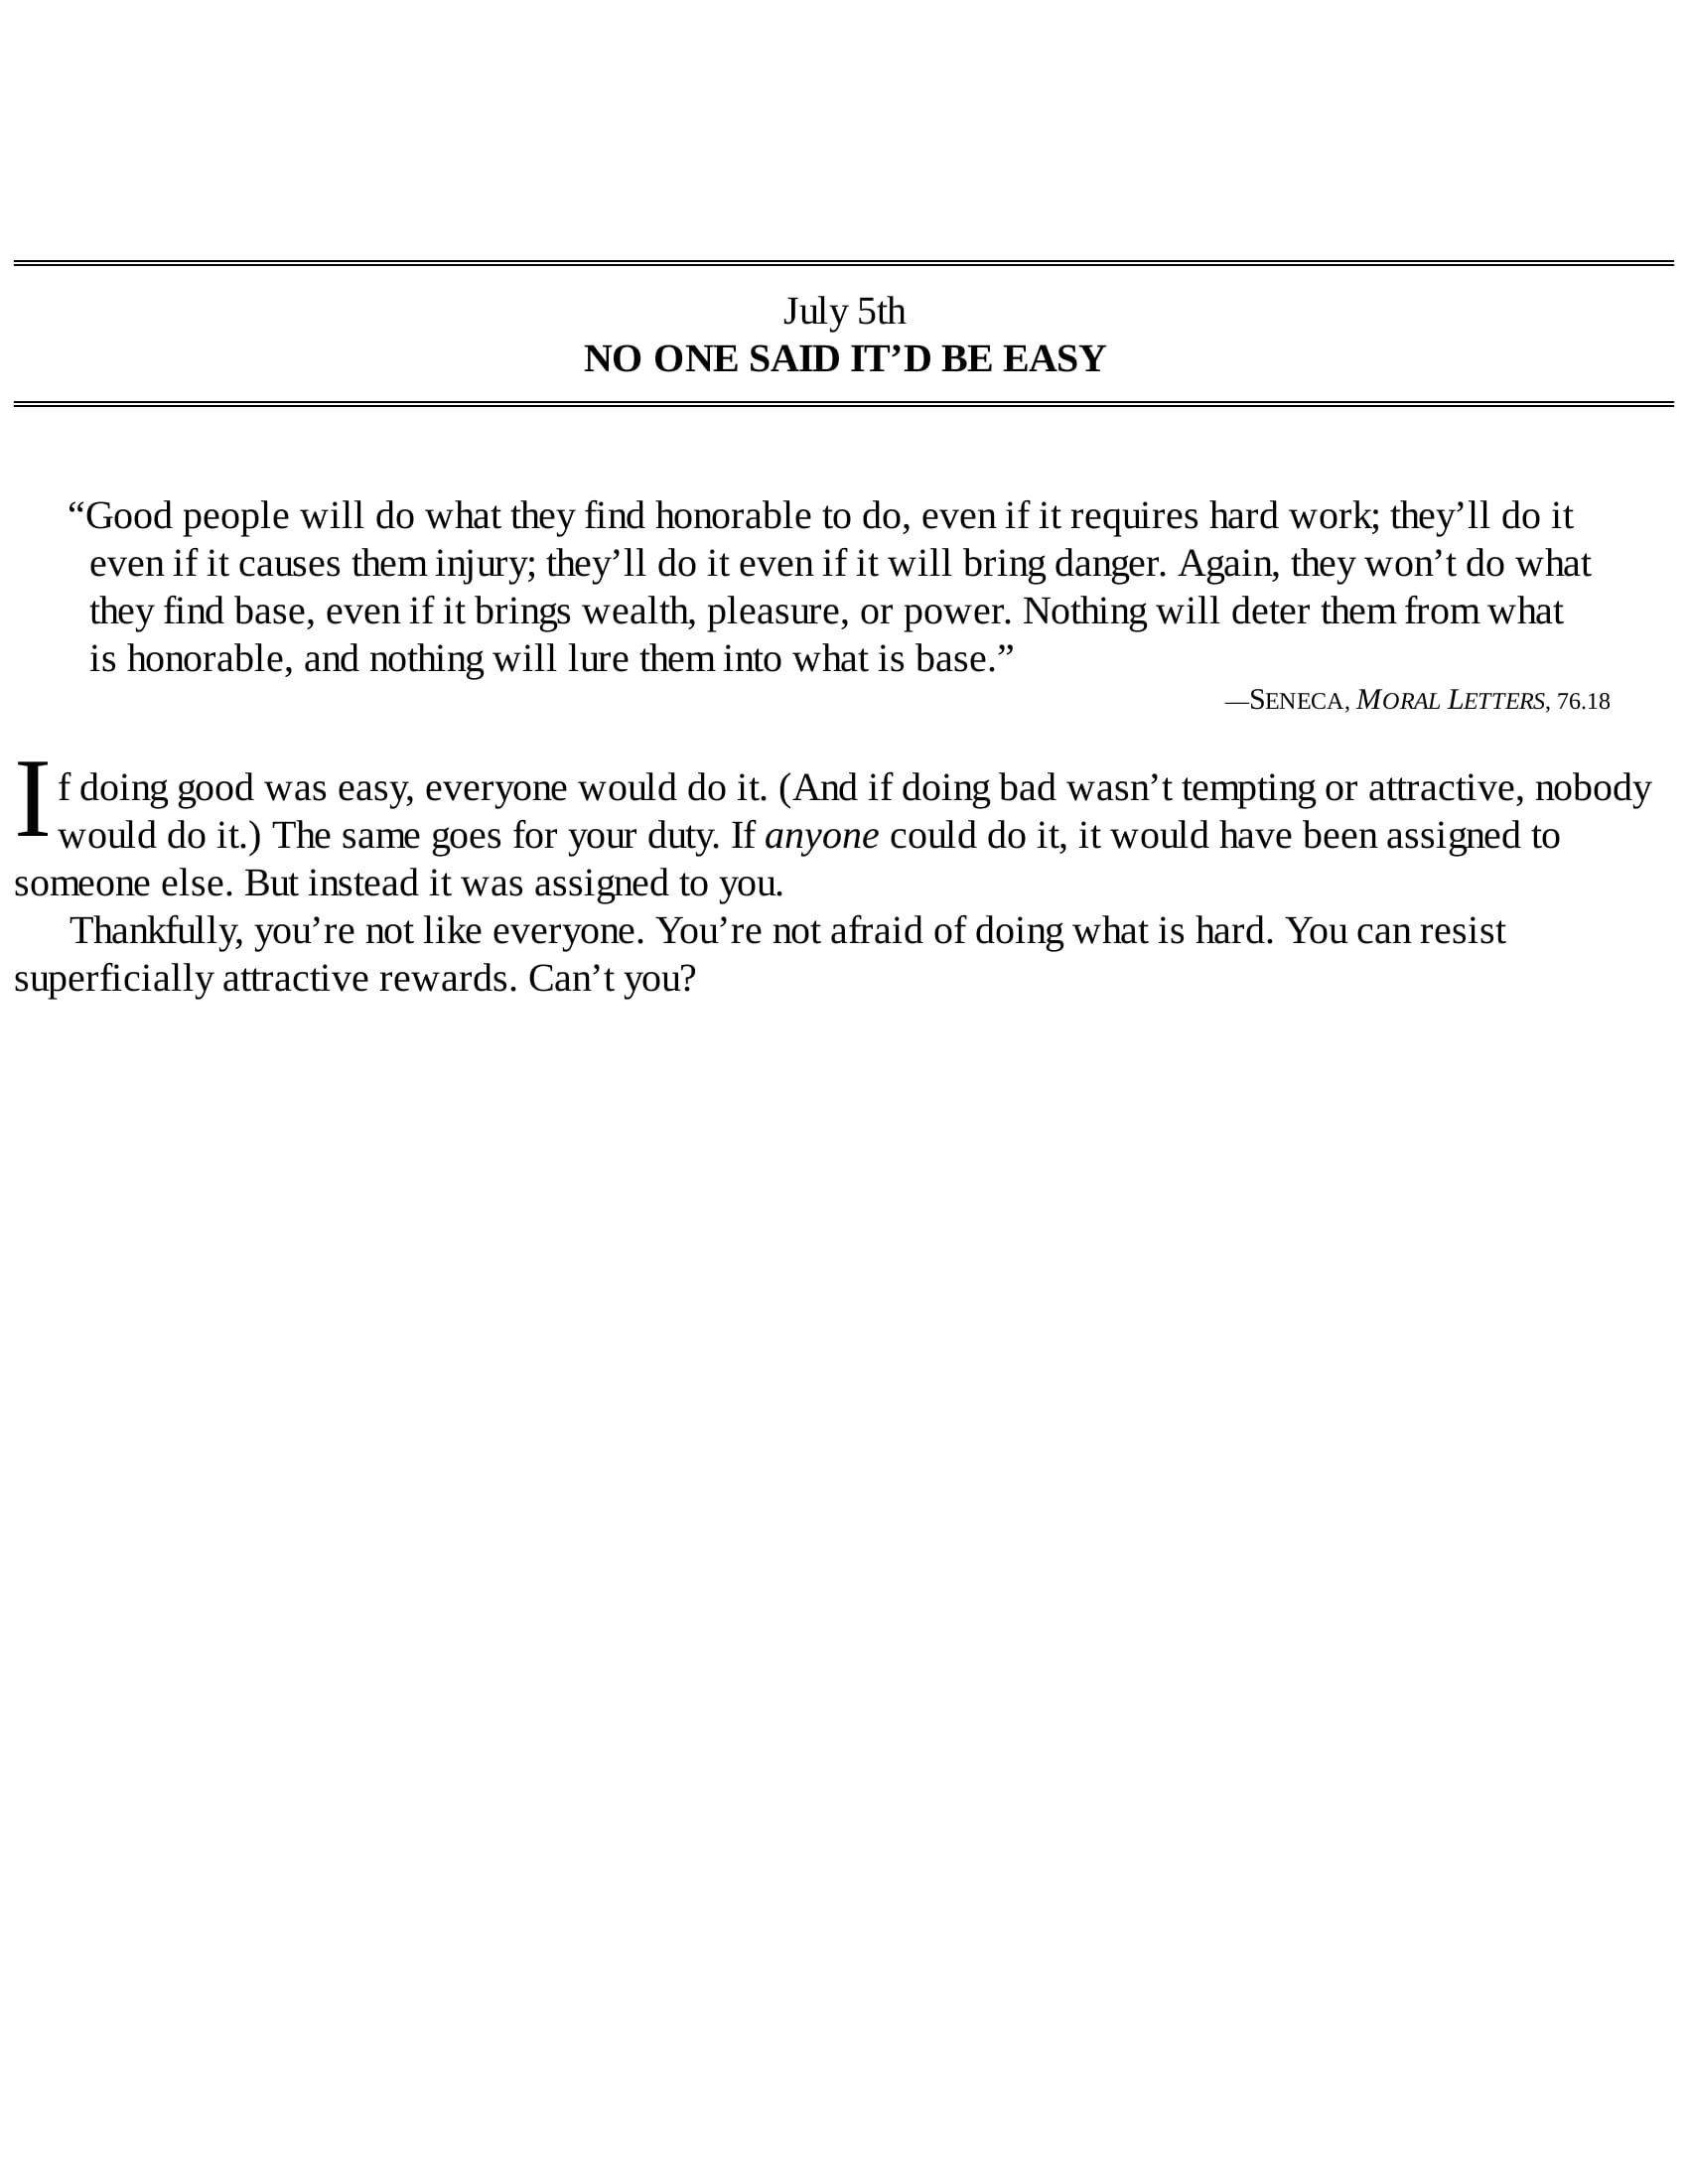 July 5th
NO ONE SAID IT’D BE EASY
“Good people will do what they find honorable to do, even if it requires hard work; they’ll do it
even if it causes them injury; they’ll do it even if it will bring danger. Again, they won’t do what
they find base, even if it brings wealth, pleasure, or power. Nothing will deter them from what
is honorable, and nothing will lure them into what is base.”
—SENECA, MORAL LETTERS, 76.18
If doing good was easy, everyone would do it. (And if doing bad wasn’t tempting or attractive, nobody
would do it.) The same goes for your duty. If anyone could do it, it would have been assigned to
someone else. But instead it was assigned to you.
Thankfully, you’re not like everyone. You’re not afraid of doing what is hard. You can resist
superficially attractive rewards. Can’t you?